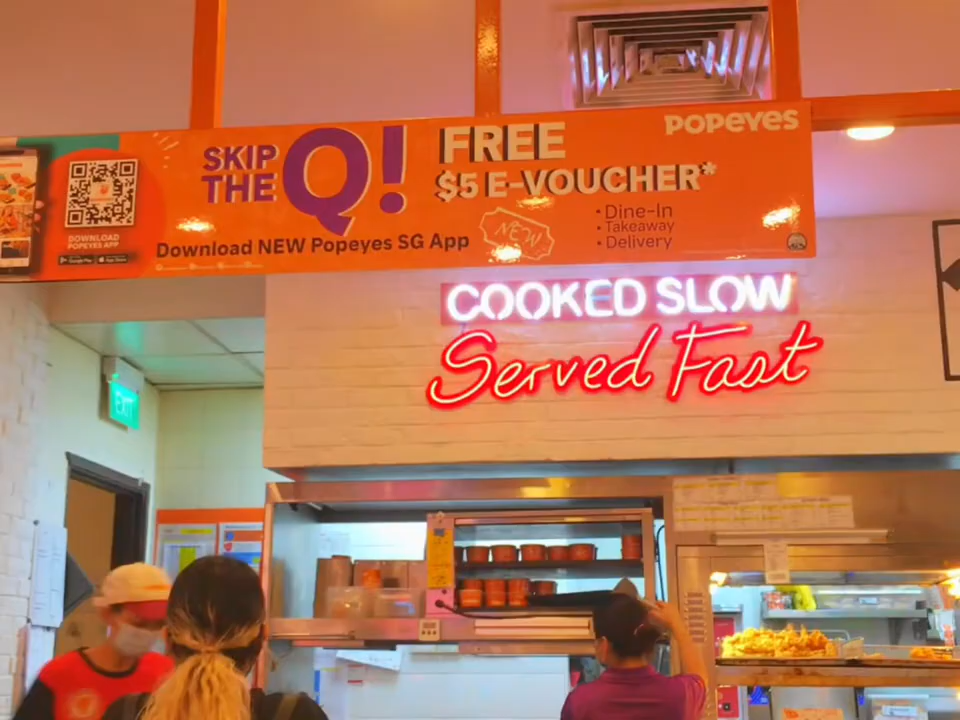 POPEYES
SKIP
THE
Q!
FREE
$5 E-VOUCHER*
• Dine-In
• Takeaway
• Delivery
NEW
DOWNLOAD
POPEYES APP
Download NEW Popeyes SG App
COOKED SLOW
Served Fast
EXIT